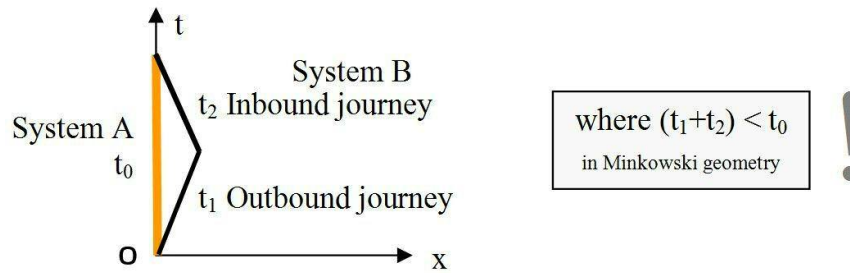 t
System B
t₂ Inbound journey
System A
t₀
t₁ Outbound journey
O
x
where (t₁+t₂) < t₀
in Minkowski geometry
!